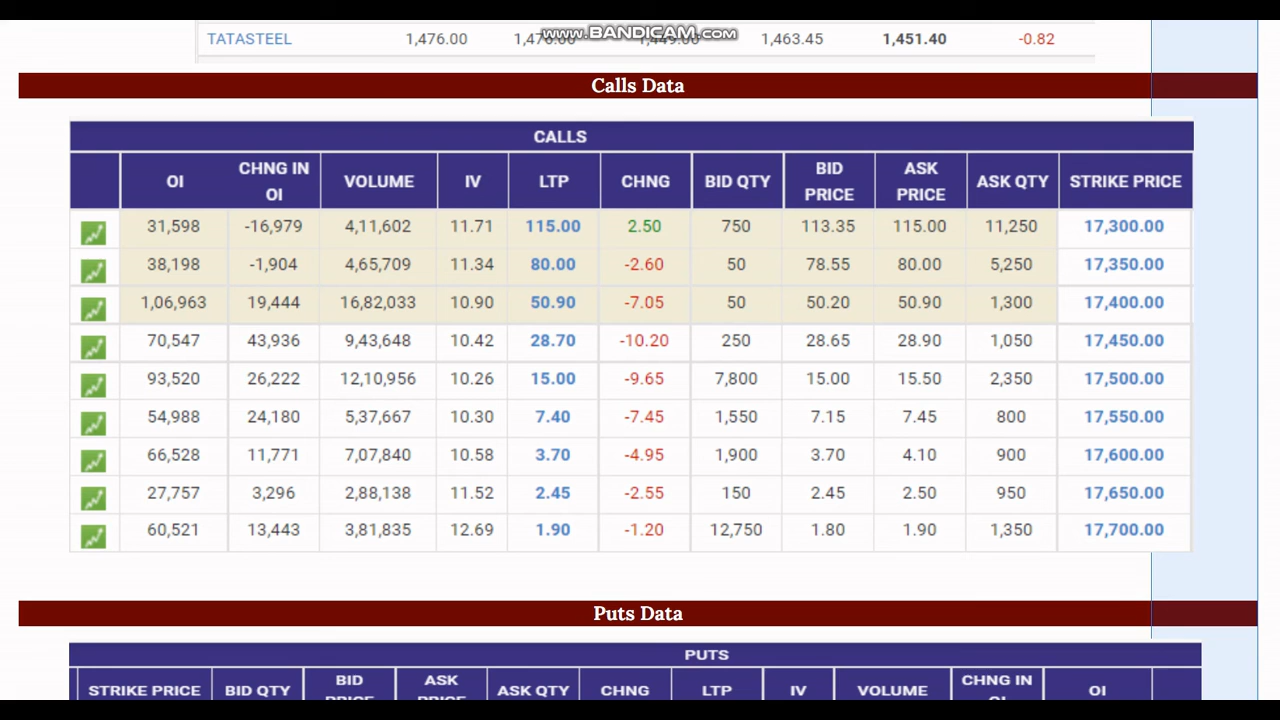 www.BANDICAM.com
TATASTEEL 1,476.00 1,476.00 1,449.00 1,463.45 1,451.40 -0.82
Calls Data
CALLS
OI CHNG IN OI VOLUME IV LTP CHNG BID QTY BID PRICE ASK PRICE ASK QTY STRIKE PRICE
31,598 -16,979 4,11,602 11.71 115.00 2.50 750 113.35 115.00 11,250 17,300.00
38,198 -1,904 4,65,709 11.34 80.00 -2.60 50 78.55 80.00 5,250 17,350.00
1,06,963 19,444 16,82,033 10.90 50.90 -7.05 50 50.20 50.90 1,300 17,400.00
70,547 43,936 9,43,648 10.42 28.70 -10.20 250 28.65 28.90 1,050 17,450.00
93,520 26,222 12,10,956 10.26 15.00 -9.65 7,800 15.00 15.50 2,350 17,500.00
54,988 24,180 5,37,667 10.30 7.40 -7.45 1,550 7.15 7.45 800 17,550.00
66,528 11,771 7,07,840 10.58 3.70 -4.95 1,900 3.70 4.10 900 17,600.00
27,757 3,296 2,88,138 11.52 2.45 -2.55 150 2.45 2.50 950 17,650.00
60,521 13,443 3,81,835 12.69 1.90 -1.20 12,750 1.80 1.90 1,350 17,700.00
Puts Data
PUTS
STRIKE PRICE BID QTY BID PRICE ASK PRICE ASK QTY CHNG LTP IV VOLUME CHNG IN OI OI